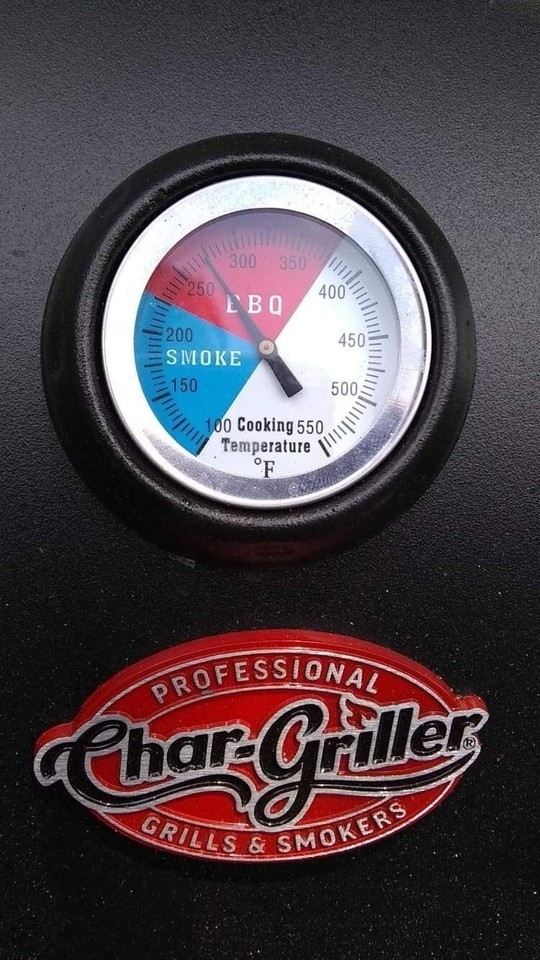 300 350
250 400
BBQ
200 450
SMOKE
150 500
100 Cooking 550
Temperature
°F
PROFESSIONAL
Char-Griller®
GRILLS & SMOKERS